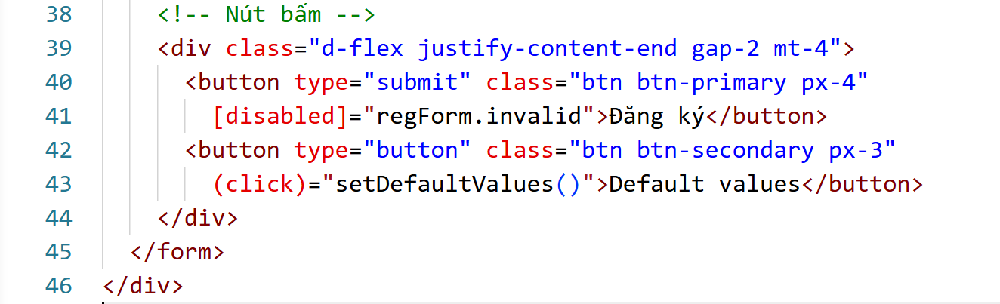 38 <!-- Nút bấm -->
39 <div class="d-flex justify-content-end gap-2 mt-4">
40 <button type="submit" class="btn btn-primary px-4"
41 [disabled]="regForm.invalid">Đăng ký</button>
42 <button type="button" class="btn btn-secondary px-3"
43 (click)="setDefaultValues()">Default values</button>
44 </div>
45 </form>
46 </div>